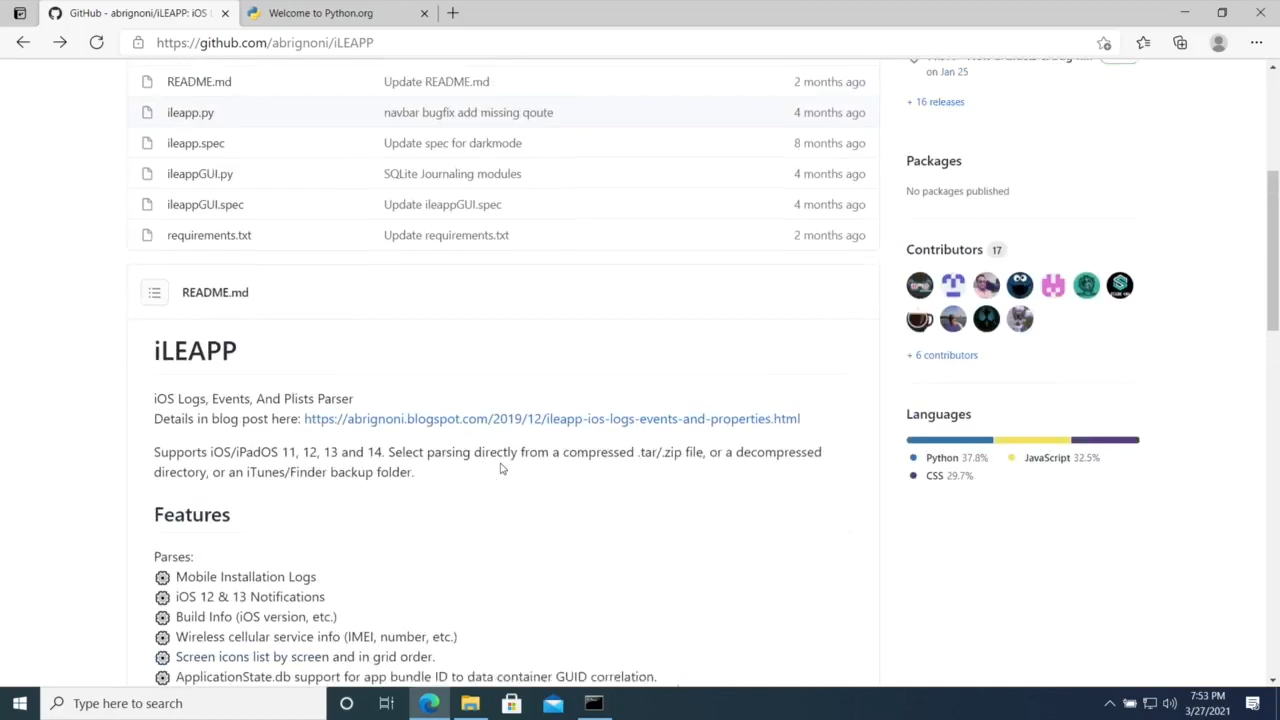 GitHub - abrignoni/iLEAPP: iOS L
Welcome to Python.org
https://github.com/abrignoni/iLEAPP
README.md Update README.md 2 months ago
ileapp.py navbar bugfix add missing qoute 4 months ago
ileapp.spec Update spec for darkmode 8 months ago
ileappGUI.py SQLite Journaling modules 4 months ago
ileappGUI.spec Update ileappGUI.spec 4 months ago
requirements.txt Update requirements.txt 2 months ago
README.md
iLEAPP
iOS Logs, Events, And Plists Parser
Details in blog post here: https://abrignoni.blogspot.com/2019/12/ileapp-ios-logs-events-and-properties.html
Supports iOS/iPadOS 11, 12, 13 and 14. Select parsing directly from a compressed .tar/.zip file, or a decompressed
directory, or an iTunes/Finder backup folder.
Features
Parses:
Mobile Installation Logs
iOS 12 & 13 Notifications
Build Info (iOS version, etc.)
Wireless cellular service info (IMEI, number, etc.)
Screen icons list by screen and in grid order.
ApplicationState.db support for app bundle ID to data container GUID correlation.
on Jan 25
+ 16 releases
Packages
No packages published
Contributors 17
+ 6 contributors
Languages
Python 37.8% JavaScript 32.5%
CSS 29.7%
Type here to search
7:53 PM
3/27/2021